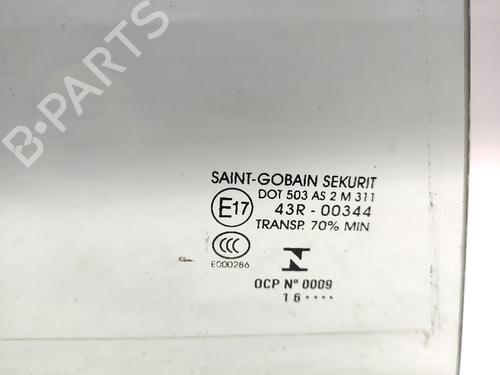 B-PARTS
SAINT-GOBAIN SEKURIT
DOT 503 AS 2 M 311
E17
43R - 00344
TRANSP. 70% MIN
CCC
E000286
N
OCP Nº 0009
16····